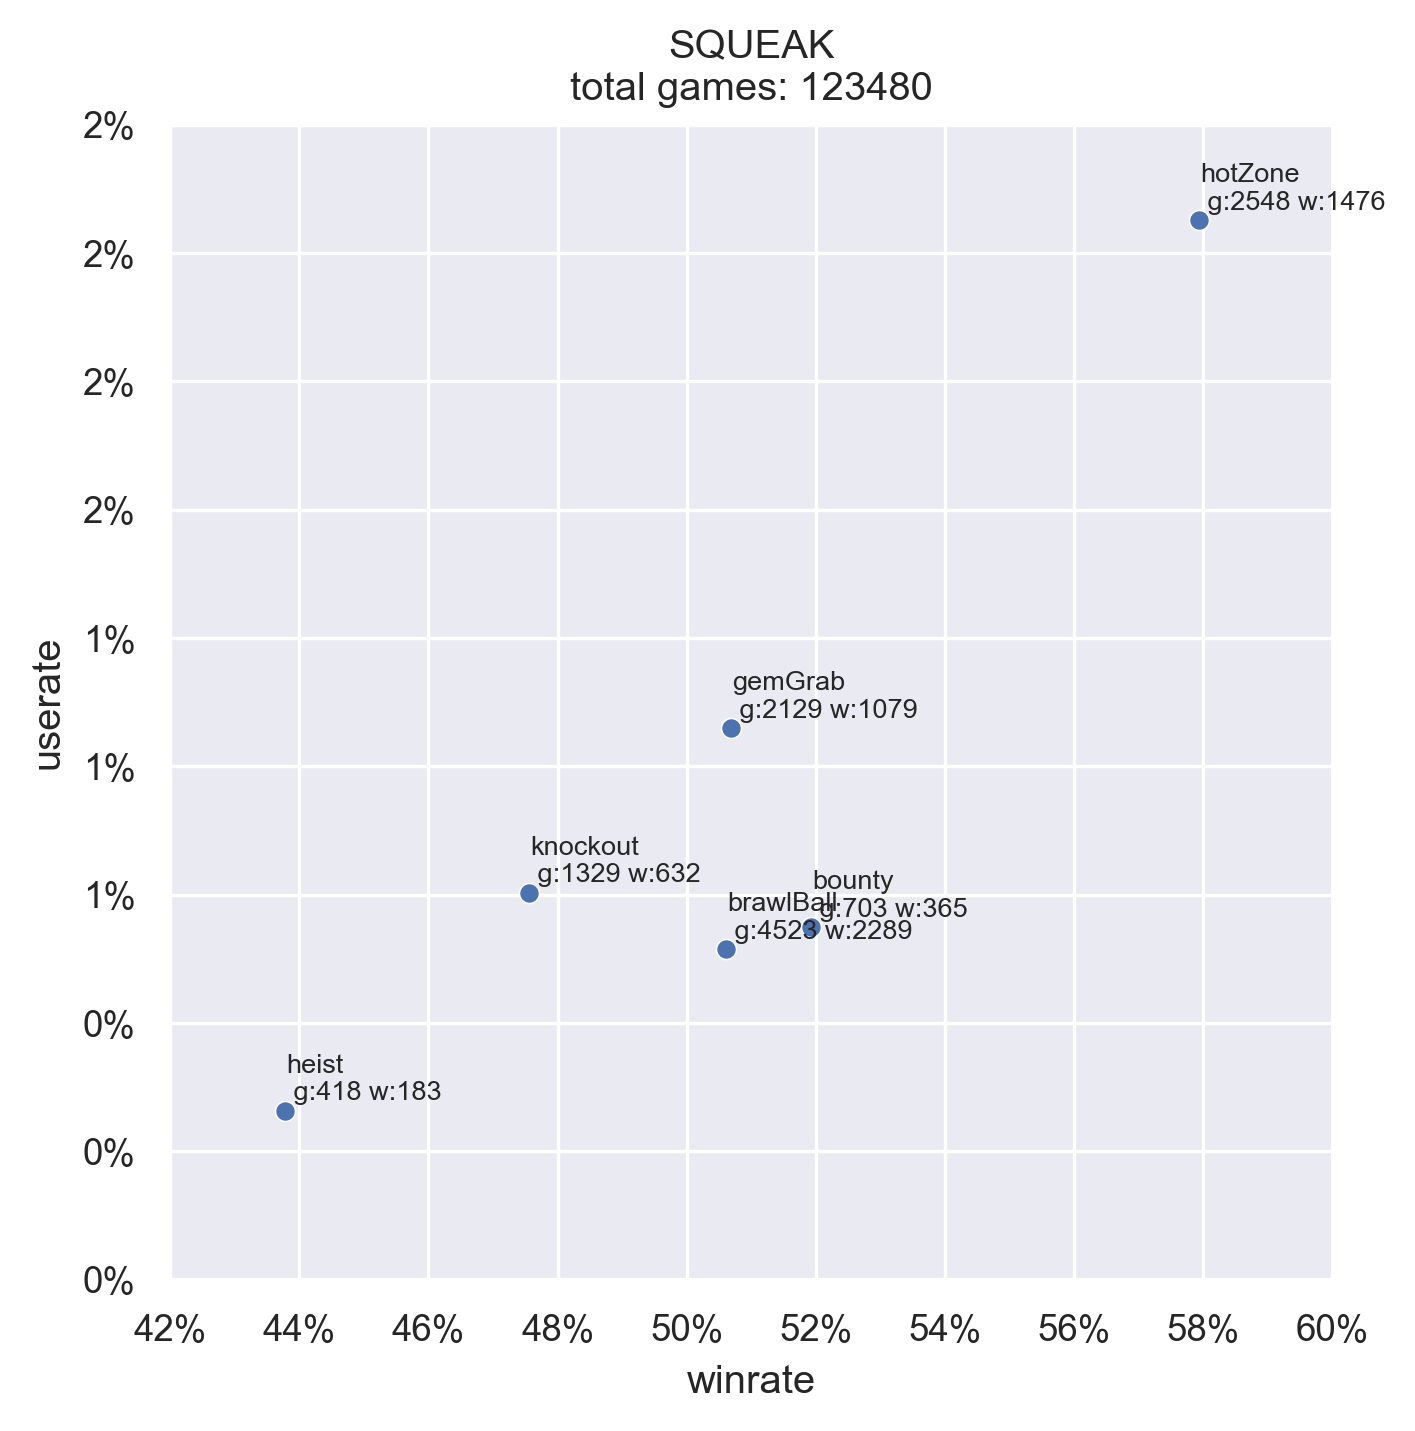 SQUEAK
total games: 123480
2%
2%
2%
2%
1%
1%
1%
0%
0%
0%
userate
hotZone
g:2548 w:1476
gemGrab
g:2129 w:1079
knockout
g:1329 w:632
bounty
g:703 w:365
brawlBall
g:4523 w:2289
heist
g:418 w:183
42% 44% 46% 48% 50% 52% 54% 56% 58% 60%
winrate